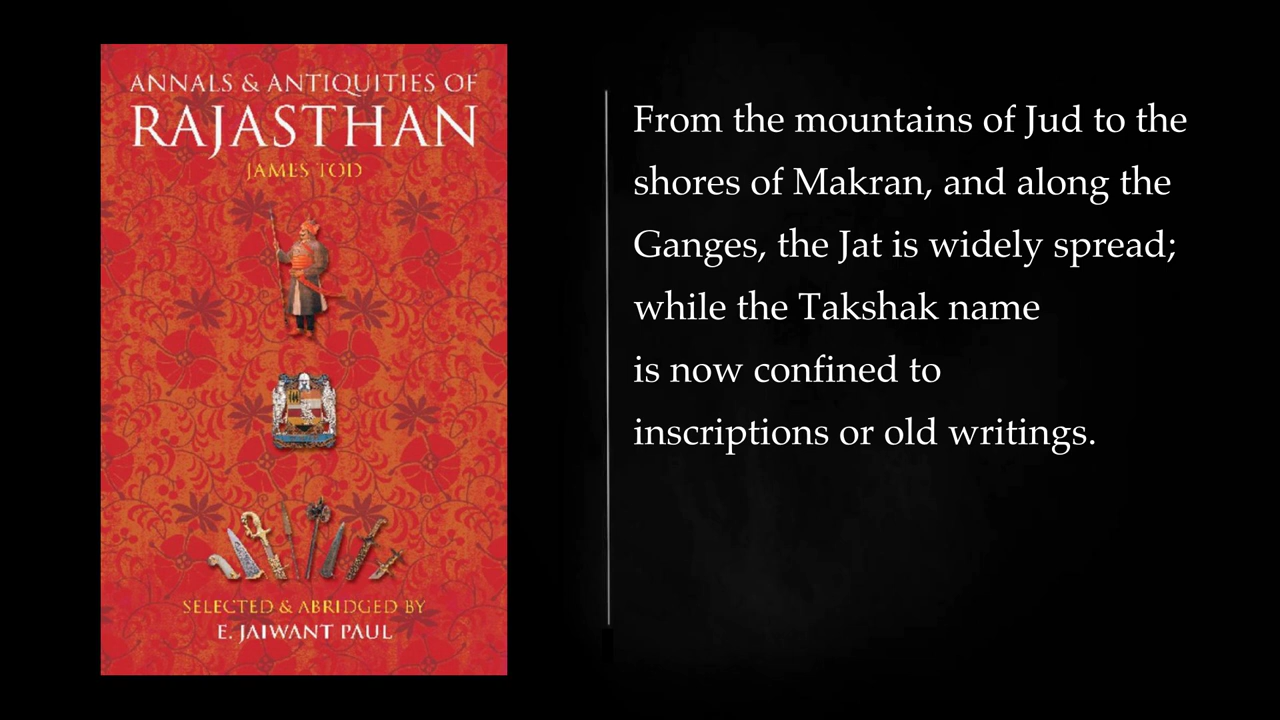 ANNALS & ANTIQUITIES OF
RAJASTHAN
JAMES TOD
SELECTED & ABRIDGED BY
E. JAIWANT PAUL
From the mountains of Jud to the
shores of Makran, and along the
Ganges, the Jat is widely spread;
while the Takshak name
is now confined to
inscriptions or old writings.